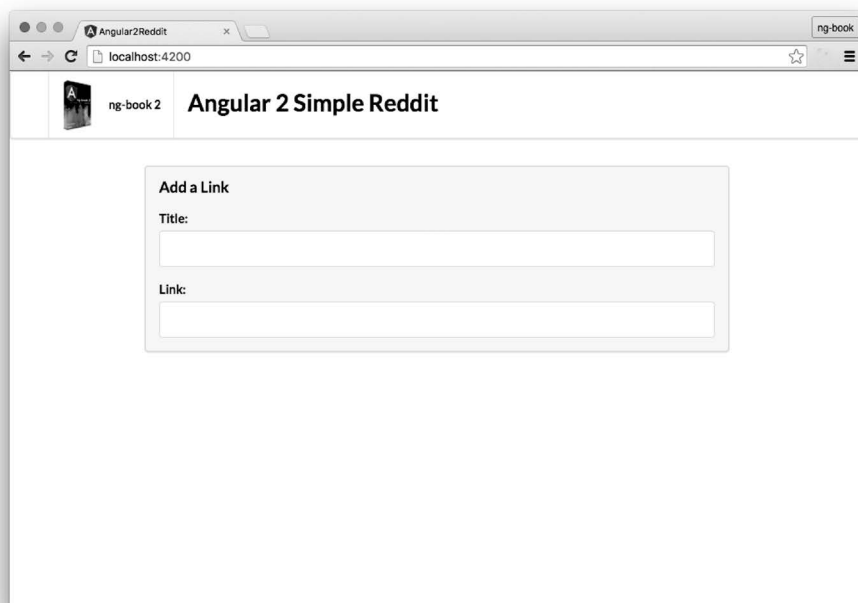 Angular2Reddit
ng-book
localhost:4200
ng-book 2
Angular 2 Simple Reddit
Add a Link
Title:
Link: